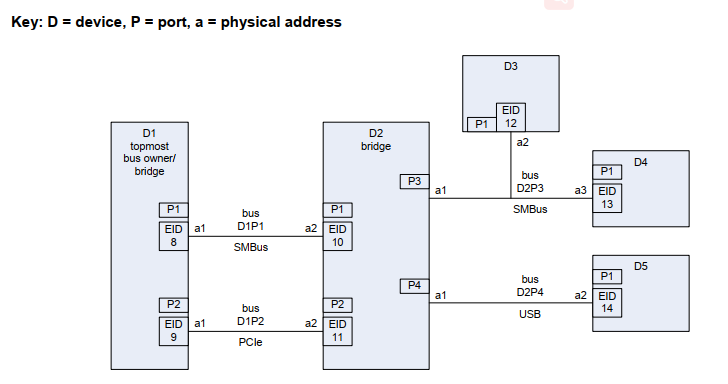 Key: D = device, P = port, a = physical address
D3
EID
12
P1
a2
D1
topmost
bus owner/
bridge
P1
EID
8
a1
bus
D1P1
SMBus
a2
P2
EID
9
a1
bus
D1P2
PCIe
a2
D2
bridge
P1
EID
10
P2
EID
11
P3
a1
bus
D2P3
SMBus
a3
P4
a1
bus
D2P4
USB
a2
D4
P1
EID
13
D5
P1
EID
14